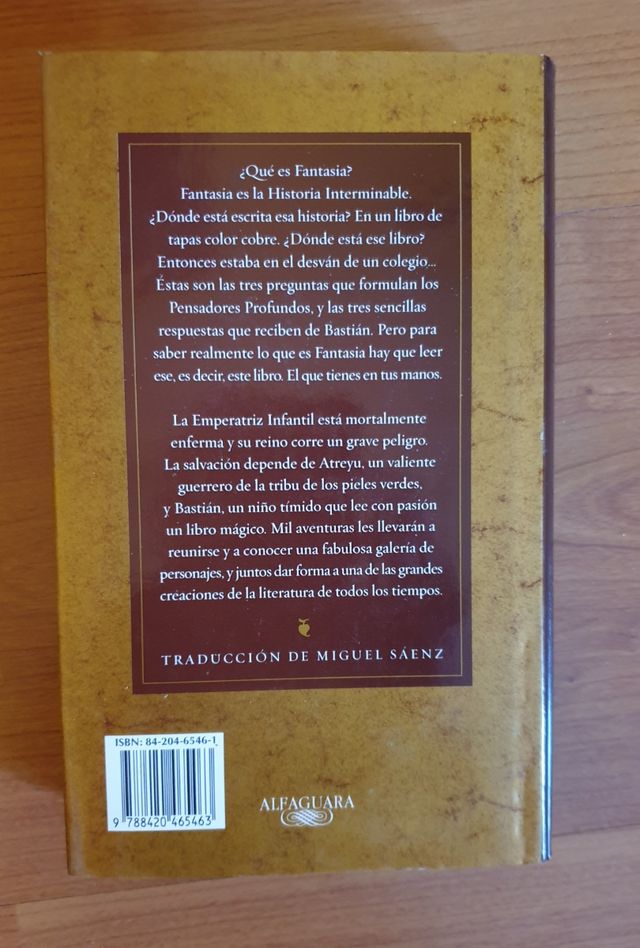 ¿Qué es Fantasia?
Fantasia es la Historia Interminable.
¿Dónde está escrita esa historia? En un libro de
tapas color cobre. ¿Dónde está ese libro?
Entonces estaba en el desván de un colegio...
Éstas son las tres preguntas que formulan los
Pensadores Profundos, y las tres sencillas
respuestas que reciben de Bastián. Pero para
saber realmente lo que es Fantasia hay que leer
ese, es decir, este libro. El que tienes en tus manos.
La Emperatriz Infantil está mortalmente
enferma y su reino corre un grave peligro.
La salvación depende de Atreyu, un valiente
guerrero de la tribu de los pieles verdes,
y Bastián, un niño tímido que lee con pasión
un libro mágico. Mil aventuras les llevarán a
reunirse y a conocer una fabulosa galería de
personajes, y juntos dar forma a una de las grandes
creaciones de la literatura de todos los tiempos.
TRADUCCIÓN DE MIGUEL SÁENZ
ISBN: 84-204-6546-1
9 788420 465463
ALFAGUARA